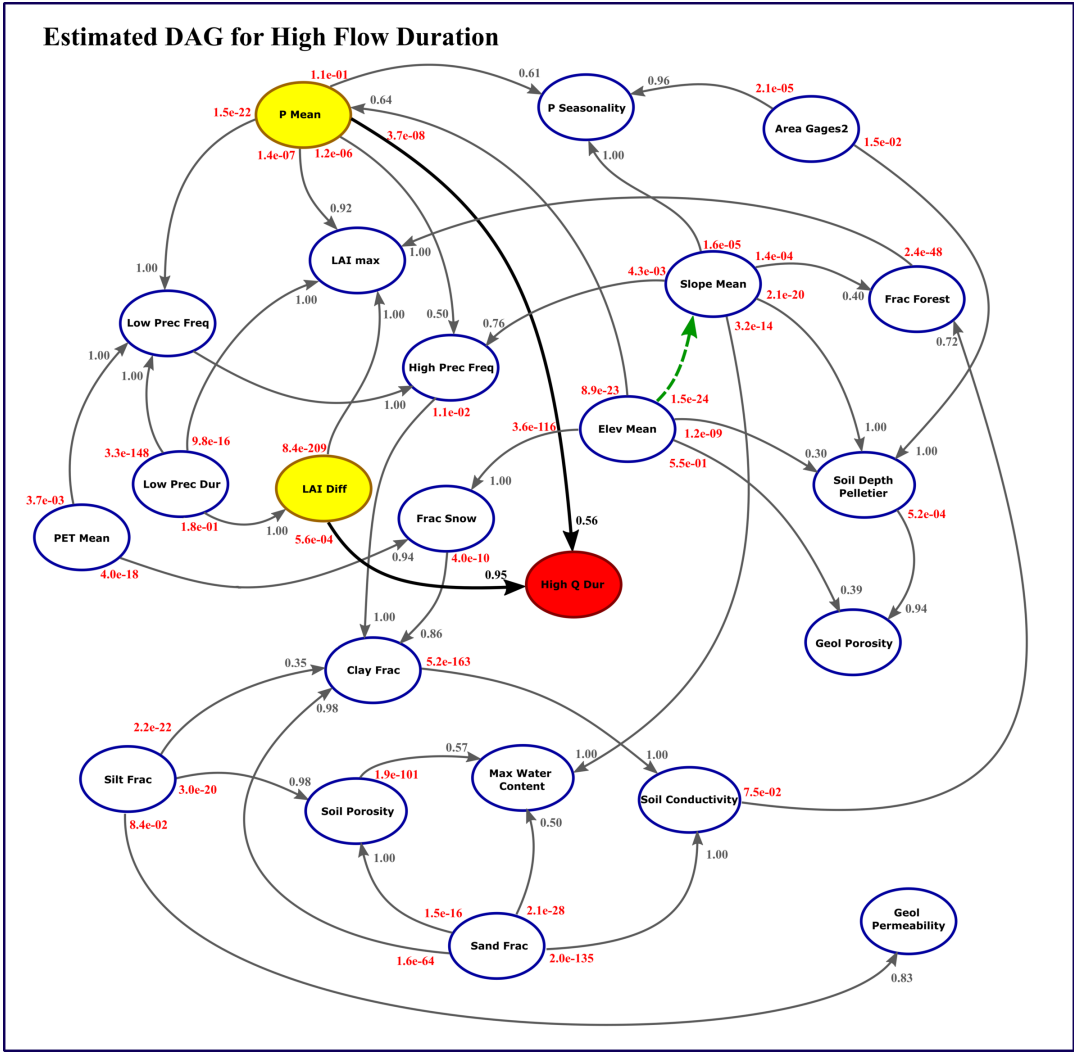 Estimated DAG for High Flow Duration
1.1e-01
0.61
0.96
2.1e-05
P Seasonality
1.5e-22
P Mean
0.64
3.7e-08
Area Gages2
1.5e-02
1.4e-07
1.2e-06
1.00
0.92
LAI max
1.00
1.6e-05
1.4e-04
2.4e-48
4.3e-03
Slope Mean
2.1e-20
0.40
Frac Forest
1.00
1.00
1.00
0.50
0.76
3.2e-14
0.72
Low Prec Freq
1.00
1.00
High Prec Freq
1.00
1.1e-02
8.9e-23
1.5e-24
3.6e-116
Elev Mean
1.2e-09
5.5e-01
1.00
1.00
0.30
9.8e-16
3.3e-148
Low Prec Dur
1.8e-01
8.4e-209
LAI Diff
1.00
5.6e-04
1.00
Soil Depth
Pelletier
5.2e-04
3.7e-03
PET Mean
4.0e-18
Frac Snow
0.94
4.0e-10
0.56
0.95
High Q Dur
0.39
0.94
Geol Porosity
1.00
0.86
0.35
Clay Frac
5.2e-163
0.98
2.2e-22
Silt Frac
3.0e-20
8.4e-02
0.98
1.9e-101
0.57
Soil Porosity
1.00
Max Water
Content
1.00
0.50
1.00
Soil Conductivity
7.5e-02
1.00
1.5e-16
2.1e-28
Sand Frac
1.6e-64
2.0e-135
Geol
Permeability
0.83